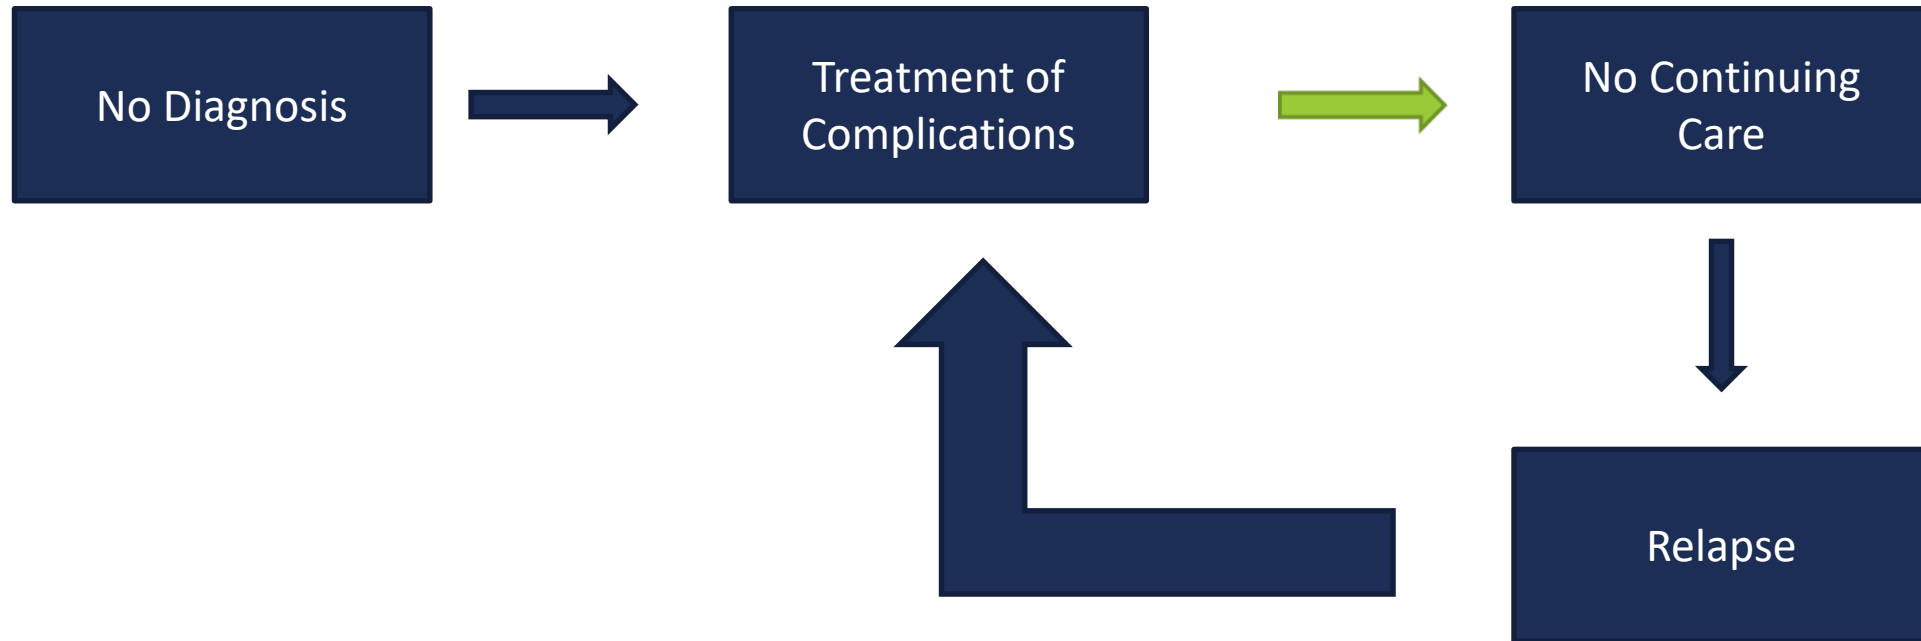 No Diagnosis
Treatment of
Complications
No Continuing
Care
Relapse